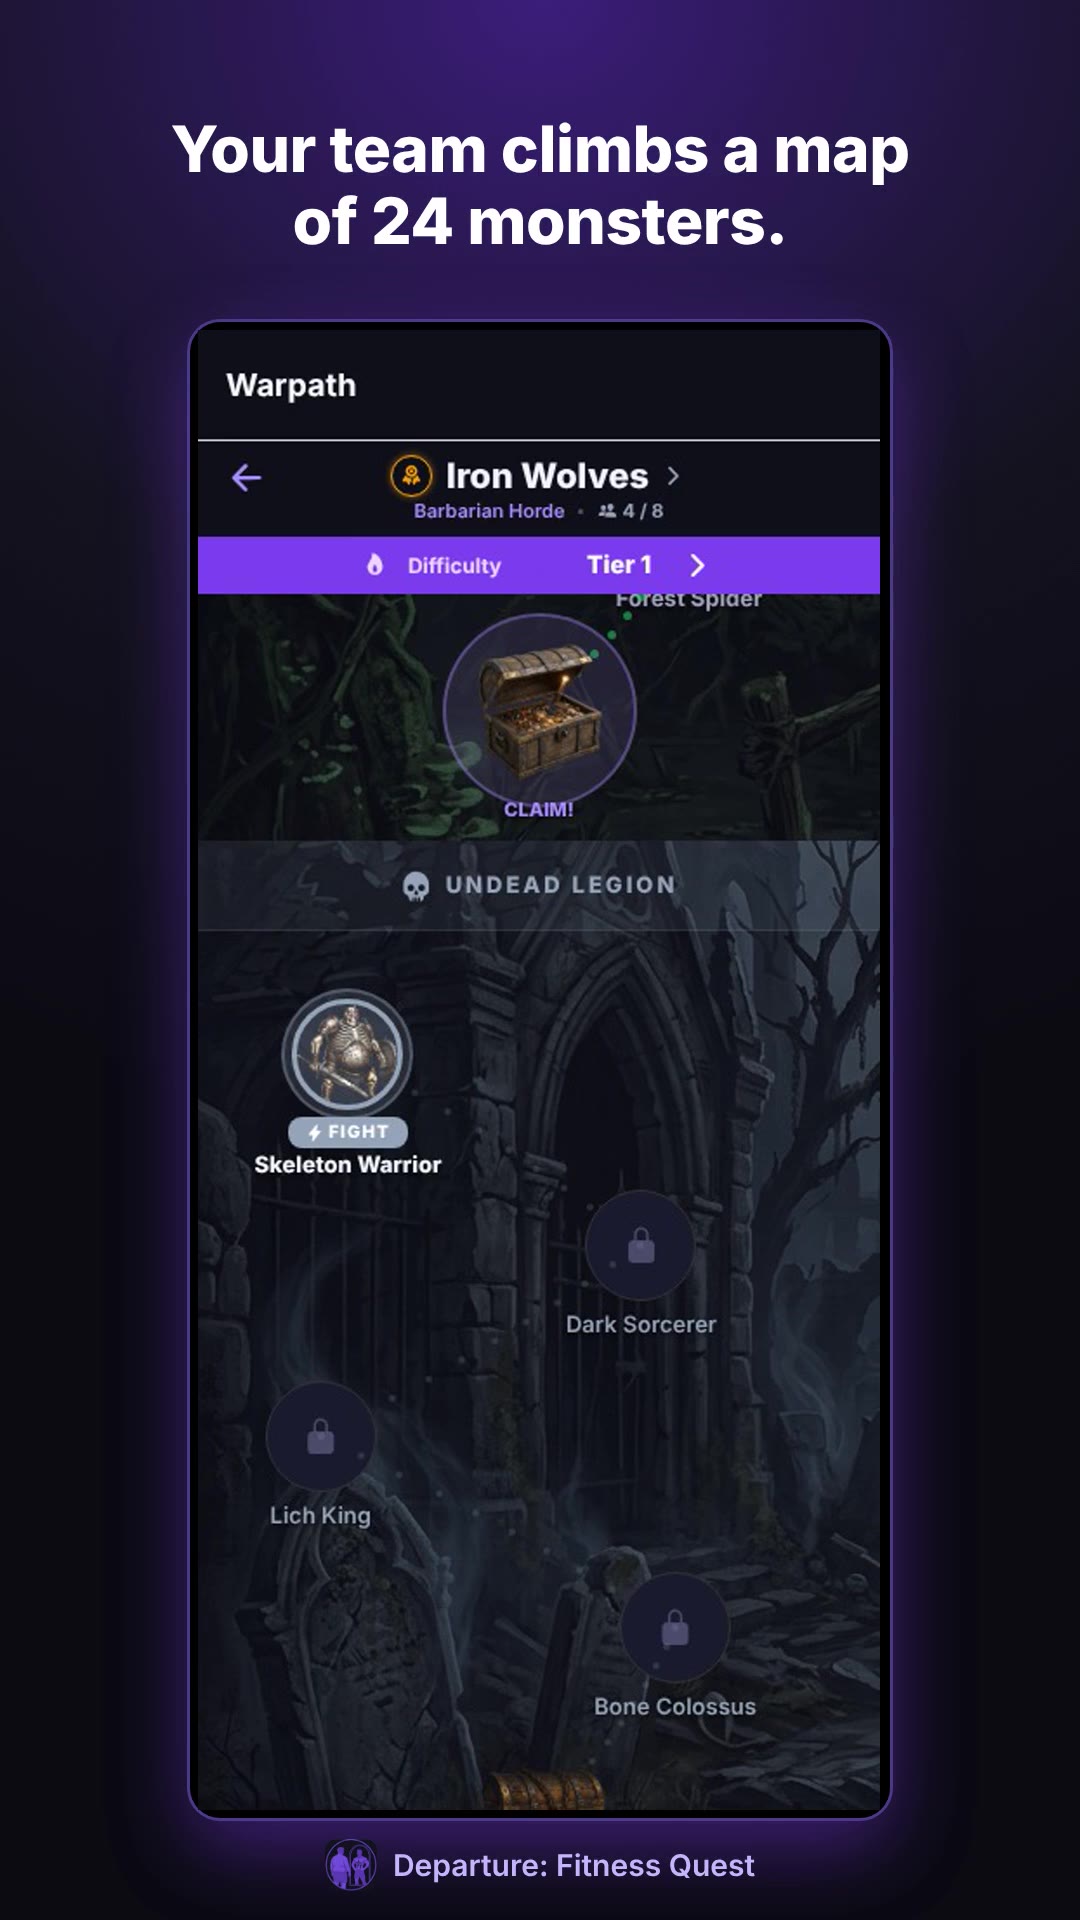 Your team climbs a map
of 24 monsters.
Warpath
Iron Wolves
Barbarian Horde • 4 / 8
Difficulty Tier 1
Forest Spider
CLAIM!
UNDEAD LEGION
FIGHT
Skeleton Warrior
Dark Sorcerer
Lich King
Bone Colossus
Departure: Fitness Quest